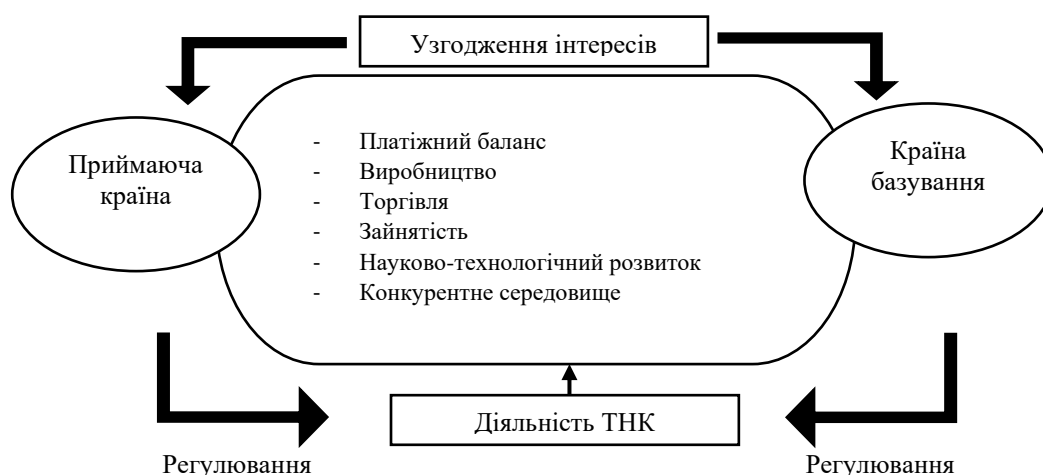 Узгодження інтересів
Приймаюча
країна
- Платіжний баланс
- Виробництво
- Торгівля
- Зайнятість
- Науково-технологічний розвиток
- Конкурентне середовище
Країна
базування
Діяльність ТНК
Регулювання
Регулювання